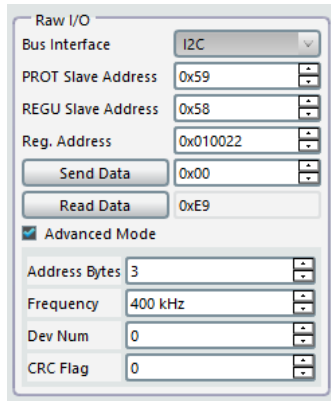 Raw I/O
Bus Interface I2C
PROT Slave Address 0x59
REGU Slave Address 0x58
Reg. Address 0x010022
Send Data 0x00
Read Data 0xE9
Advanced Mode
Address Bytes 3
Frequency 400 kHz
Dev Num 0
CRC Flag 0